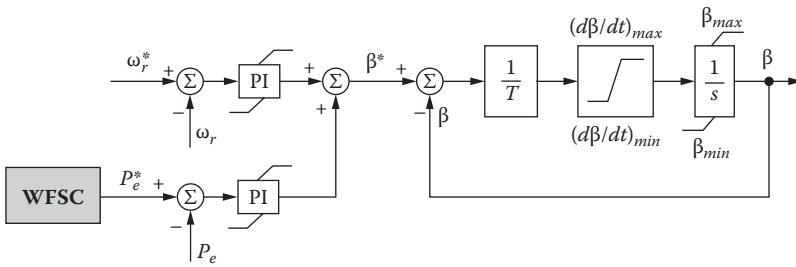 ω_r^* + Σ PI + Σ β* + Σ 1/T (dβ/dt)_max 1/s β_max β
− + − β
ω_r (dβ/dt)_min β_min
WFSC P_e^* + Σ PI
−
P_e